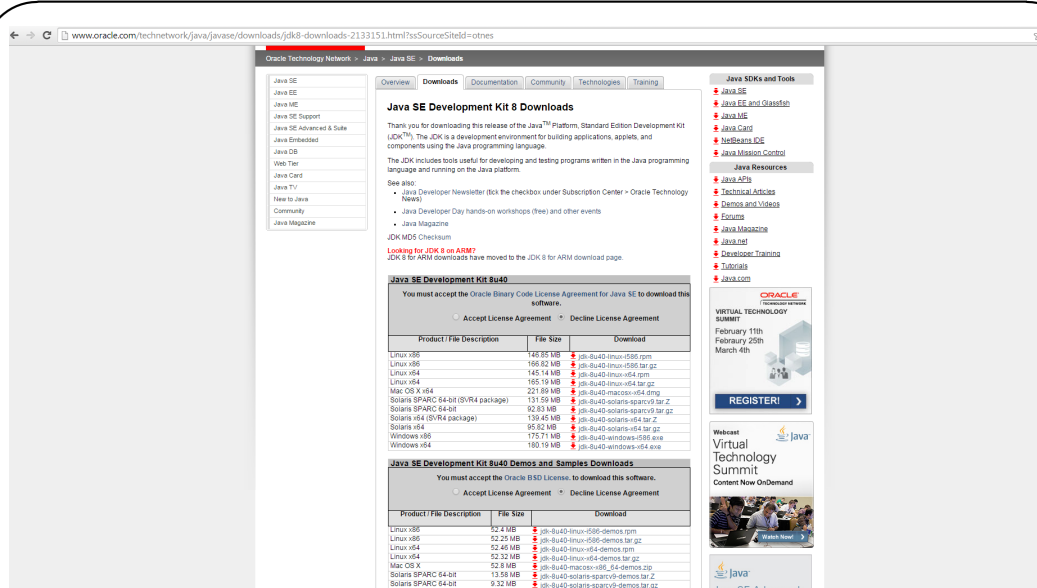 www.oracle.com/technetwork/java/javase/downloads/jdk8-downloads-2133151.html?ssSourceSiteId=otnes
Oracle Technology Network > Java > Java SE > Downloads
Java SE
Java EE
Java ME
Java SE Support
Java SE Advanced & Suite
Java Embedded
Java DB
Web Tier
Java Card
Java TV
New to Java
Community
Java Magazine
Overview Downloads Documentation Community Technologies Training
Java SE Development Kit 8 Downloads
Thank you for downloading this release of the Java™ Platform, Standard Edition Development Kit
(JDK™). The JDK is a development environment for building applications, applets, and
components using the Java programming language.
The JDK includes tools useful for developing and testing programs written in the Java programming
language and running on the Java platform.
See also:
Java Developer Newsletter (tick the checkbox under Subscription Center > Oracle Technology
News)
Java Developer Day hands-on workshops (free) and other events
Java Magazine
JDK MD5 Checksum
Looking for JDK 8 on ARM?
JDK 8 for ARM downloads have moved to the JDK 8 for ARM download page.
Java SE Development Kit 8u40
You must accept the Oracle Binary Code License Agreement for Java SE to download this
software.
Accept License Agreement Decline License Agreement
Product / File Description File Size Download
Linux x86 146.85 MB jdk-8u40-linux-i586.rpm
Linux x86 166.82 MB jdk-8u40-linux-i586.tar.gz
Linux x64 145.14 MB jdk-8u40-linux-x64.rpm
Linux x64 165.19 MB jdk-8u40-linux-x64.tar.gz
Mac OS X x64 221.89 MB jdk-8u40-macosx-x64.dmg
Solaris SPARC 64-bit (SVR4 package) 131.59 MB jdk-8u40-solaris-sparcv9.tar.Z
Solaris SPARC 64-bit 92.83 MB jdk-8u40-solaris-sparcv9.tar.gz
Solaris x64 (SVR4 package) 139.45 MB jdk-8u40-solaris-x64.tar.Z
Solaris x64 95.82 MB jdk-8u40-solaris-x64.tar.gz
Windows x86 175.71 MB jdk-8u40-windows-i586.exe
Windows x64 180.19 MB jdk-8u40-windows-x64.exe
Java SE Development Kit 8u40 Demos and Samples Downloads
You must accept the Oracle BSD License. to download this software.
Accept License Agreement Decline License Agreement
Product / File Description File Size Download
Linux x86 52.4 MB jdk-8u40-linux-i586-demos.rpm
Linux x86 52.25 MB jdk-8u40-linux-i586-demos.tar.gz
Linux x64 52.46 MB jdk-8u40-linux-x64-demos.rpm
Linux x64 52.32 MB jdk-8u40-linux-x64-demos.tar.gz
Mac OS X 52.8 MB jdk-8u40-macosx-x86_64-demos.zip
Solaris SPARC 64-bit 13.58 MB jdk-8u40-solaris-sparcv9-demos.tar.Z
Solaris SPARC 64-bit 9.32 MB jdk-8u40-solaris-sparcv9-demos.tar.gz
Java SDKs and Tools
Java SE
Java EE and Glassfish
Java ME
Java Card
NetBeans IDE
Java Mission Control
Java Resources
Java APIs
Technical Articles
Demos and Videos
Forums
Java Magazine
Java.net
Developer Training
Tutorials
Java.com
ORACLE
TECHNOLOGY NETWORK
VIRTUAL TECHNOLOGY
SUMMIT
February 11th
Febraury 25th
March 4th
REGISTER!
Webcast
Java
Virtual
Technology
Summit
Content Now OnDemand
Watch Now!
Java